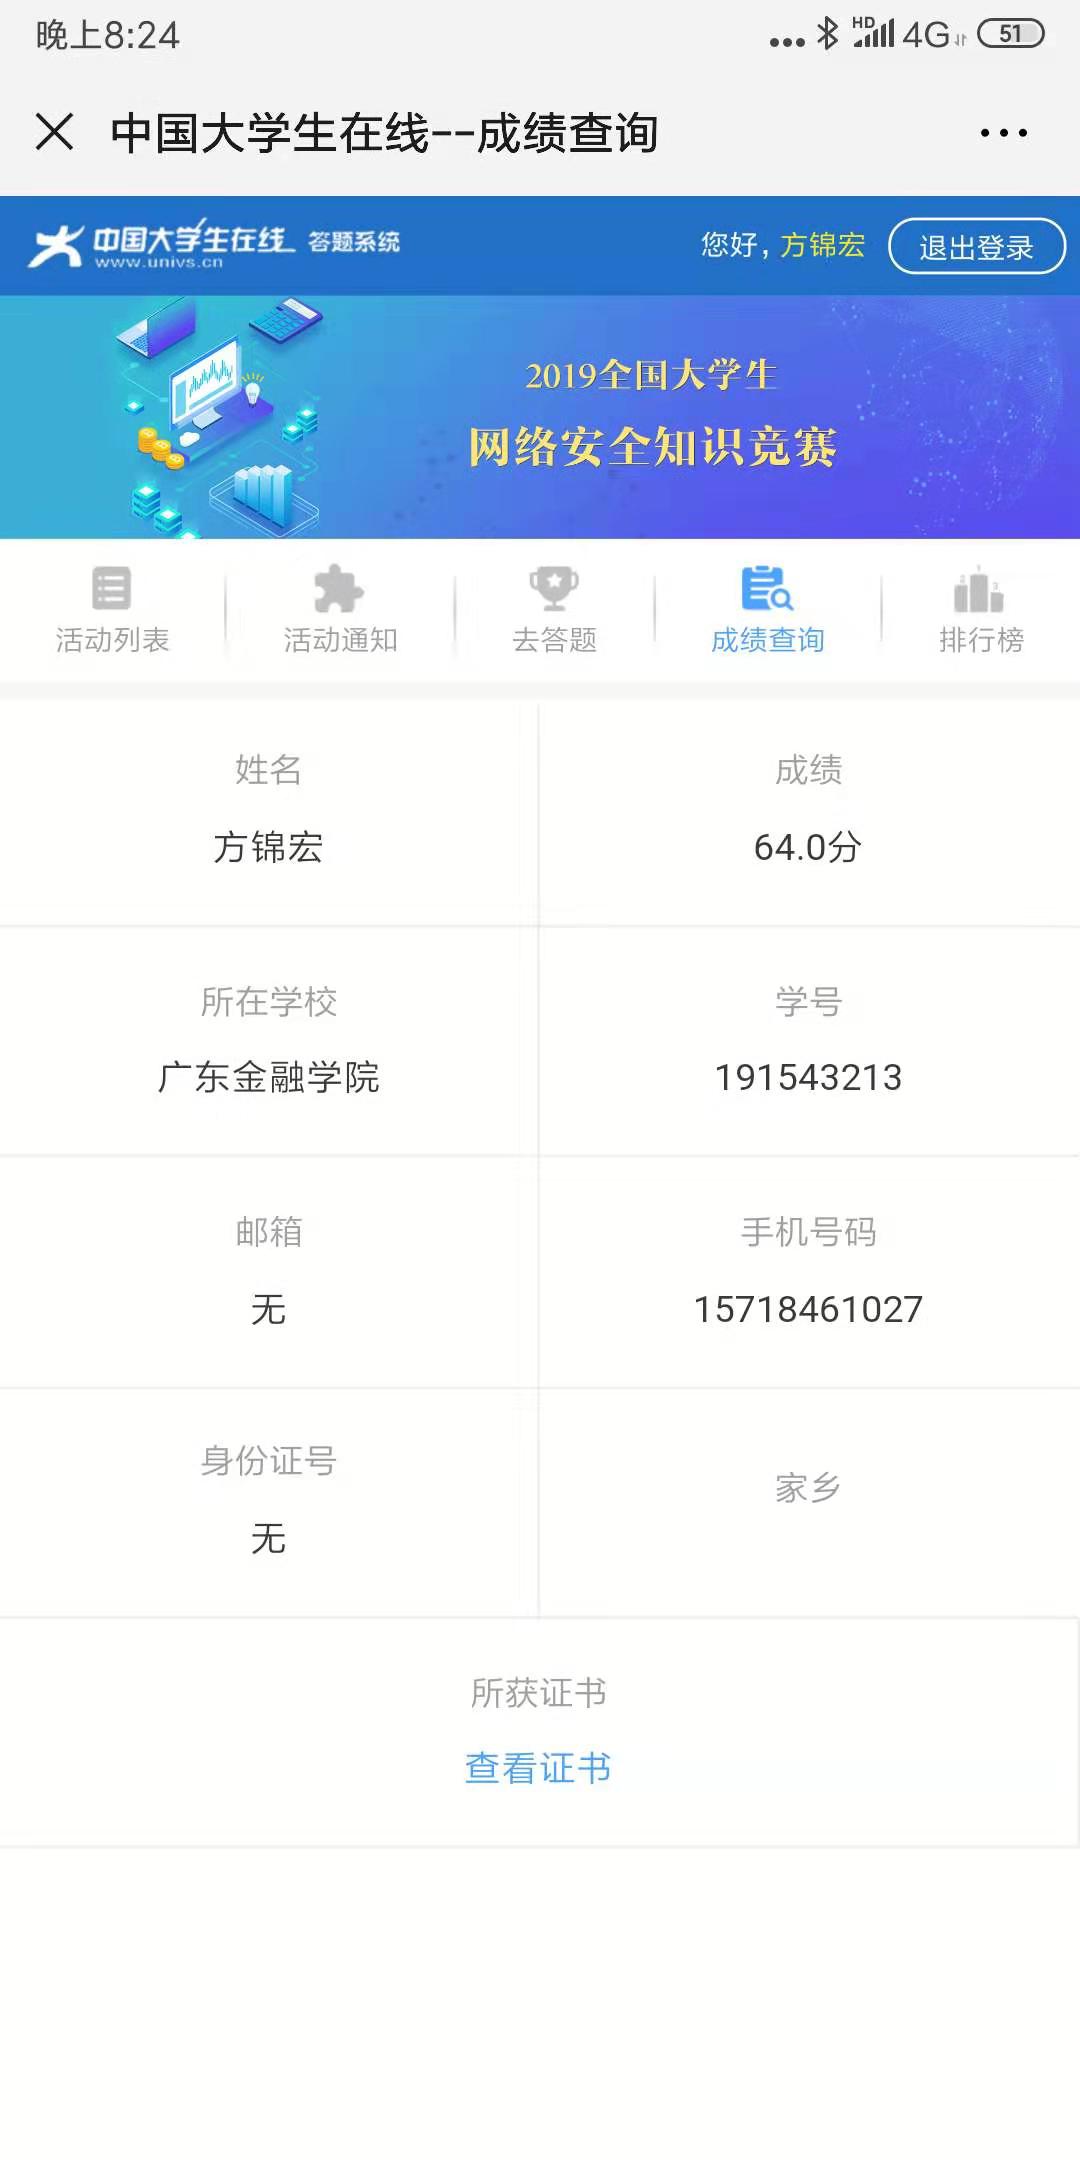 晚上8:24
HD 4G 51
中国大学生在线--成绩查询
中国大学生在线 答题系统
www.univs.cn
您好,方锦宏
退出登录
2019全国大学生
网络安全知识竞赛
活动列表
活动通知
去答题
成绩查询
排行榜
姓名
方锦宏
成绩
64.0分
所在学校
广东金融学院
学号
191543213
邮箱
无
手机号码
15718461027
身份证号
无
家乡
所获证书
查看证书